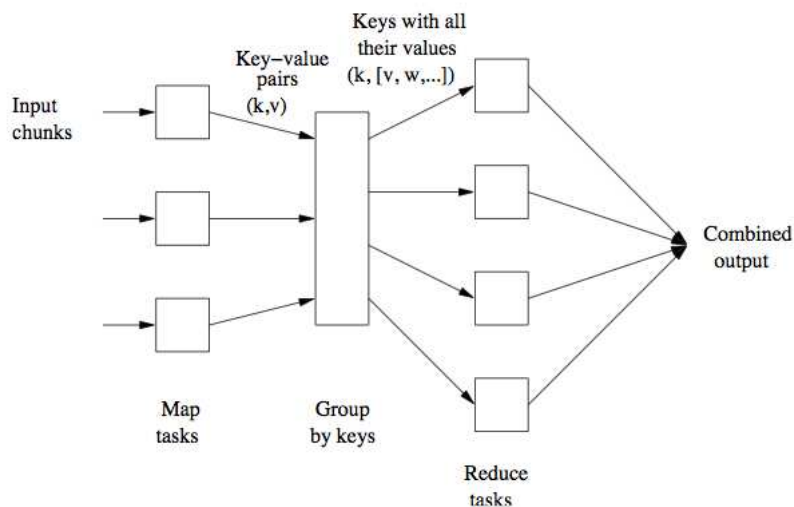 Keys with all
their values
(k, [v, w,...])
Key−value
pairs
(k,v)
Input
chunks
Combined
output
Map
tasks
Group
by keys
Reduce
tasks